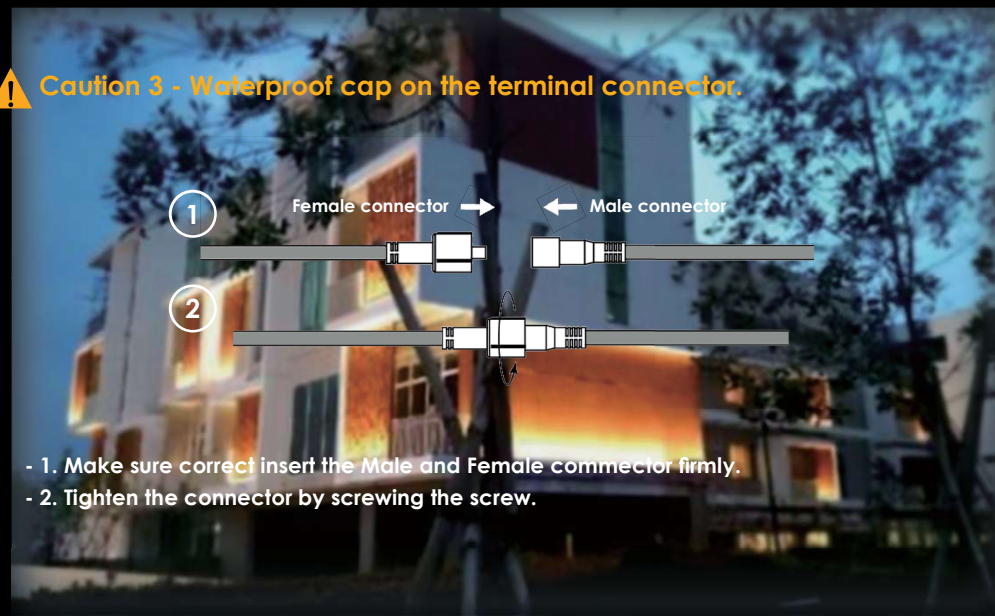 Caution 3 - Waterproof cap on the terminal connector.
1
Female connector
Male connector
2
- 1. Make sure correct insert the Male and Female commector firmly.
- 2. Tighten the connector by screwing the screw.